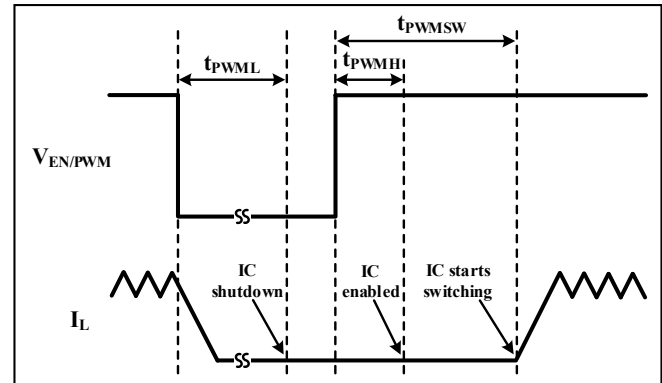 tPWMSW
tPWML
tPWMH
VEN/PWM
IC
shutdown
IC
enabled
IC starts
switching
IL